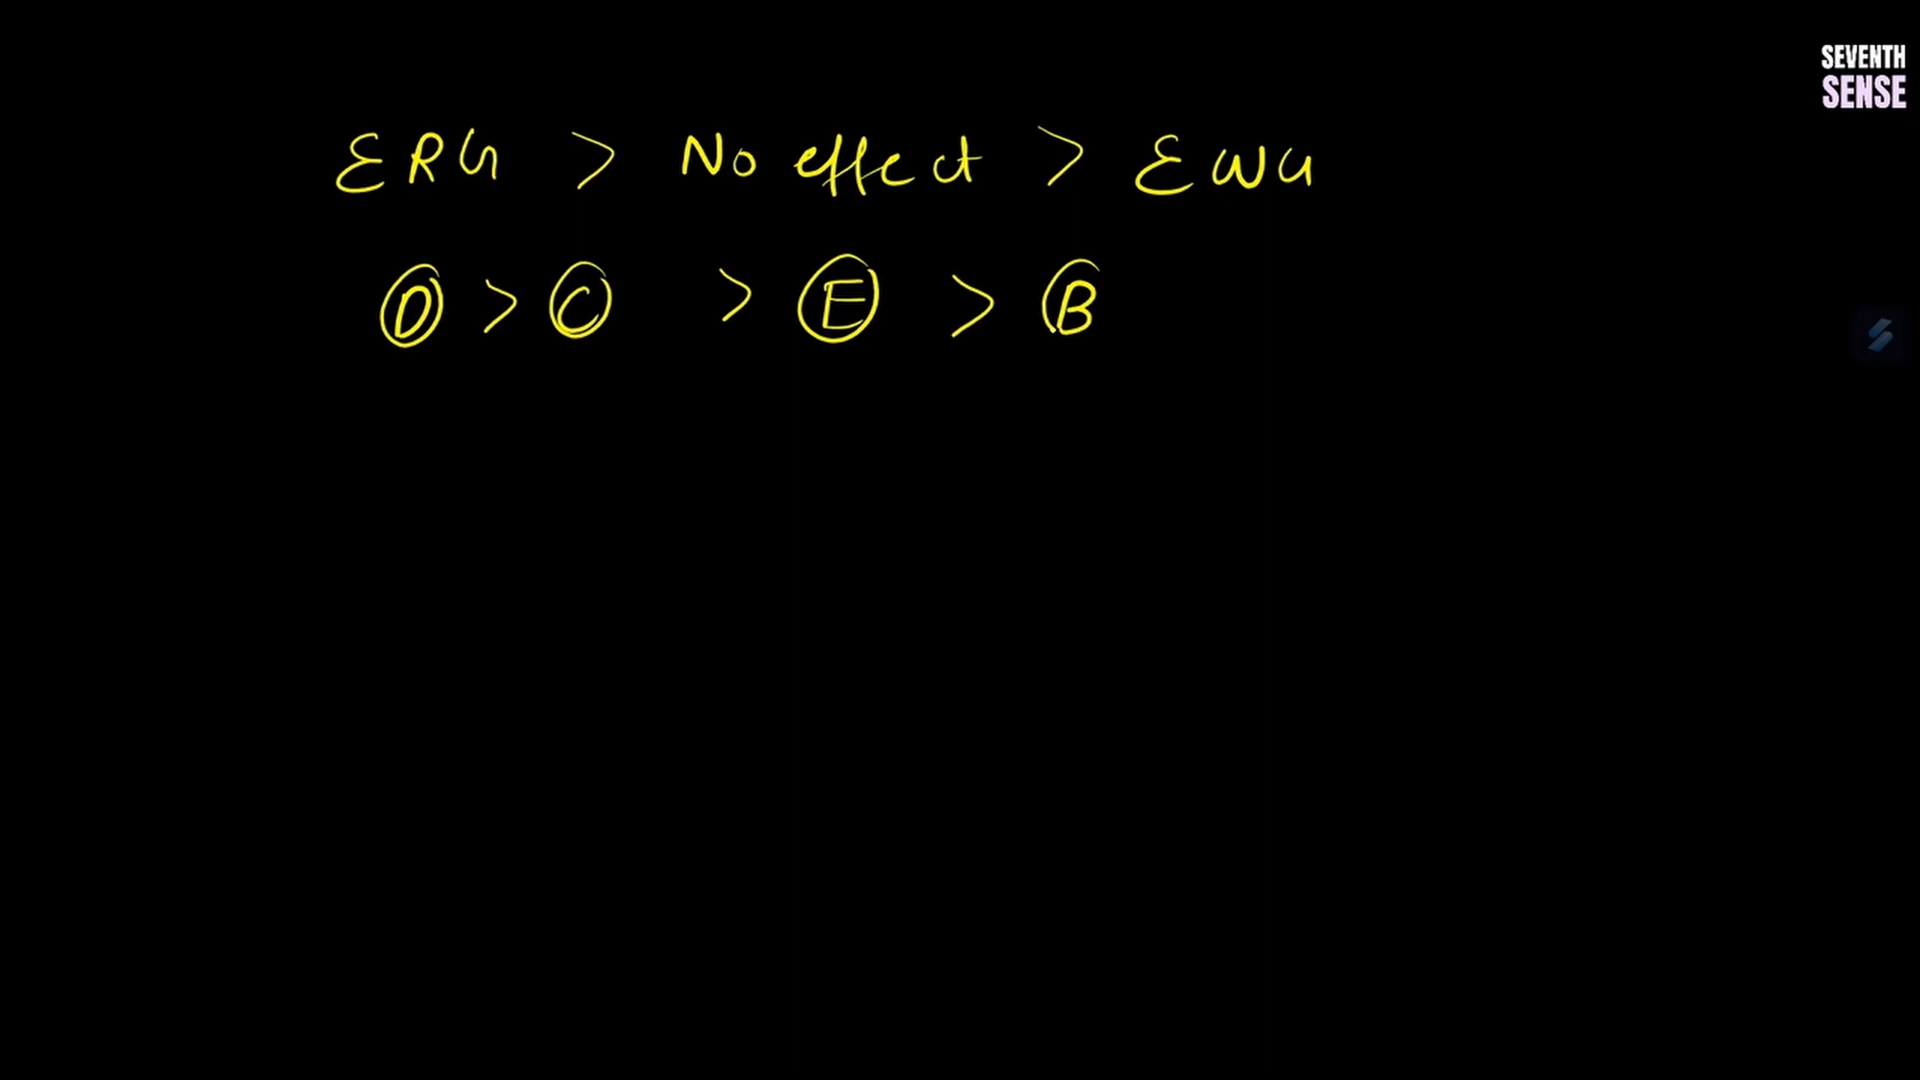 SEVENTH
SENSE
ERG > No effect > EWG
D > C > E > B